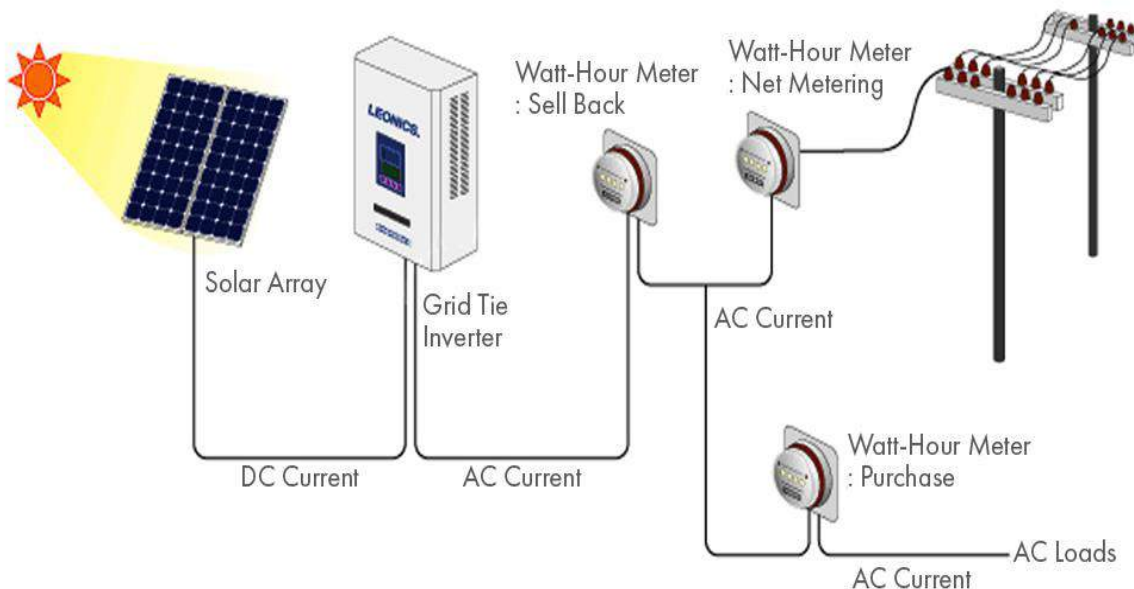 Watt-Hour Meter
: Sell Back
Watt-Hour Meter
: Net Metering
LEONICS.
Solar Array
Grid Tie
Inverter
AC Current
DC Current
AC Current
Watt-Hour Meter
: Purchase
AC Loads
AC Current